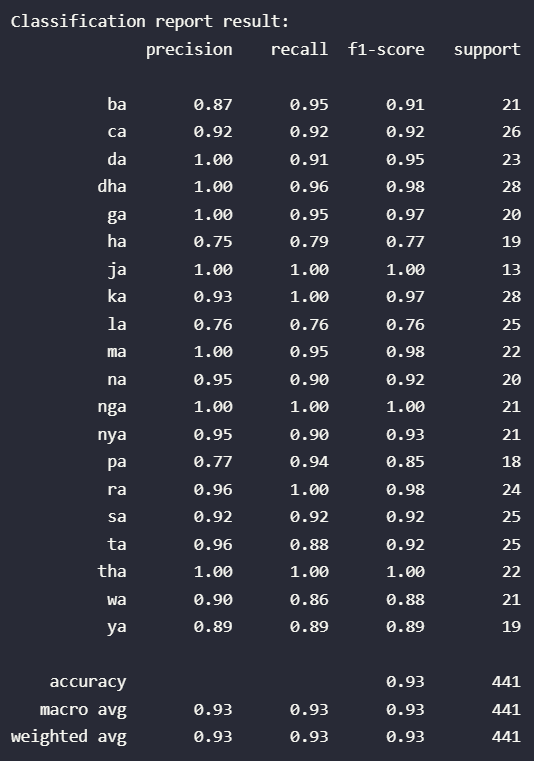 Classification report result:
precision recall f1-score support
ba 0.87 0.95 0.91 21
ca 0.92 0.92 0.92 26
da 1.00 0.91 0.95 23
dha 1.00 0.96 0.98 28
ga 1.00 0.95 0.97 20
ha 0.75 0.79 0.77 19
ja 1.00 1.00 1.00 13
ka 0.93 1.00 0.97 28
la 0.76 0.76 0.76 25
ma 1.00 0.95 0.98 22
na 0.95 0.90 0.92 20
nga 1.00 1.00 1.00 21
nya 0.95 0.90 0.93 21
pa 0.77 0.94 0.85 18
ra 0.96 1.00 0.98 24
sa 0.92 0.92 0.92 25
ta 0.96 0.88 0.92 25
tha 1.00 1.00 1.00 22
wa 0.90 0.86 0.88 21
ya 0.89 0.89 0.89 19
accuracy 0.93 441
macro avg 0.93 0.93 0.93 441
weighted avg 0.93 0.93 0.93 441